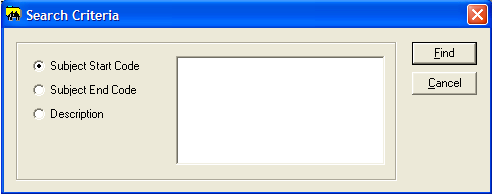 Search Criteria
Subject Start Code
Subject End Code
Description
Find
Cancel